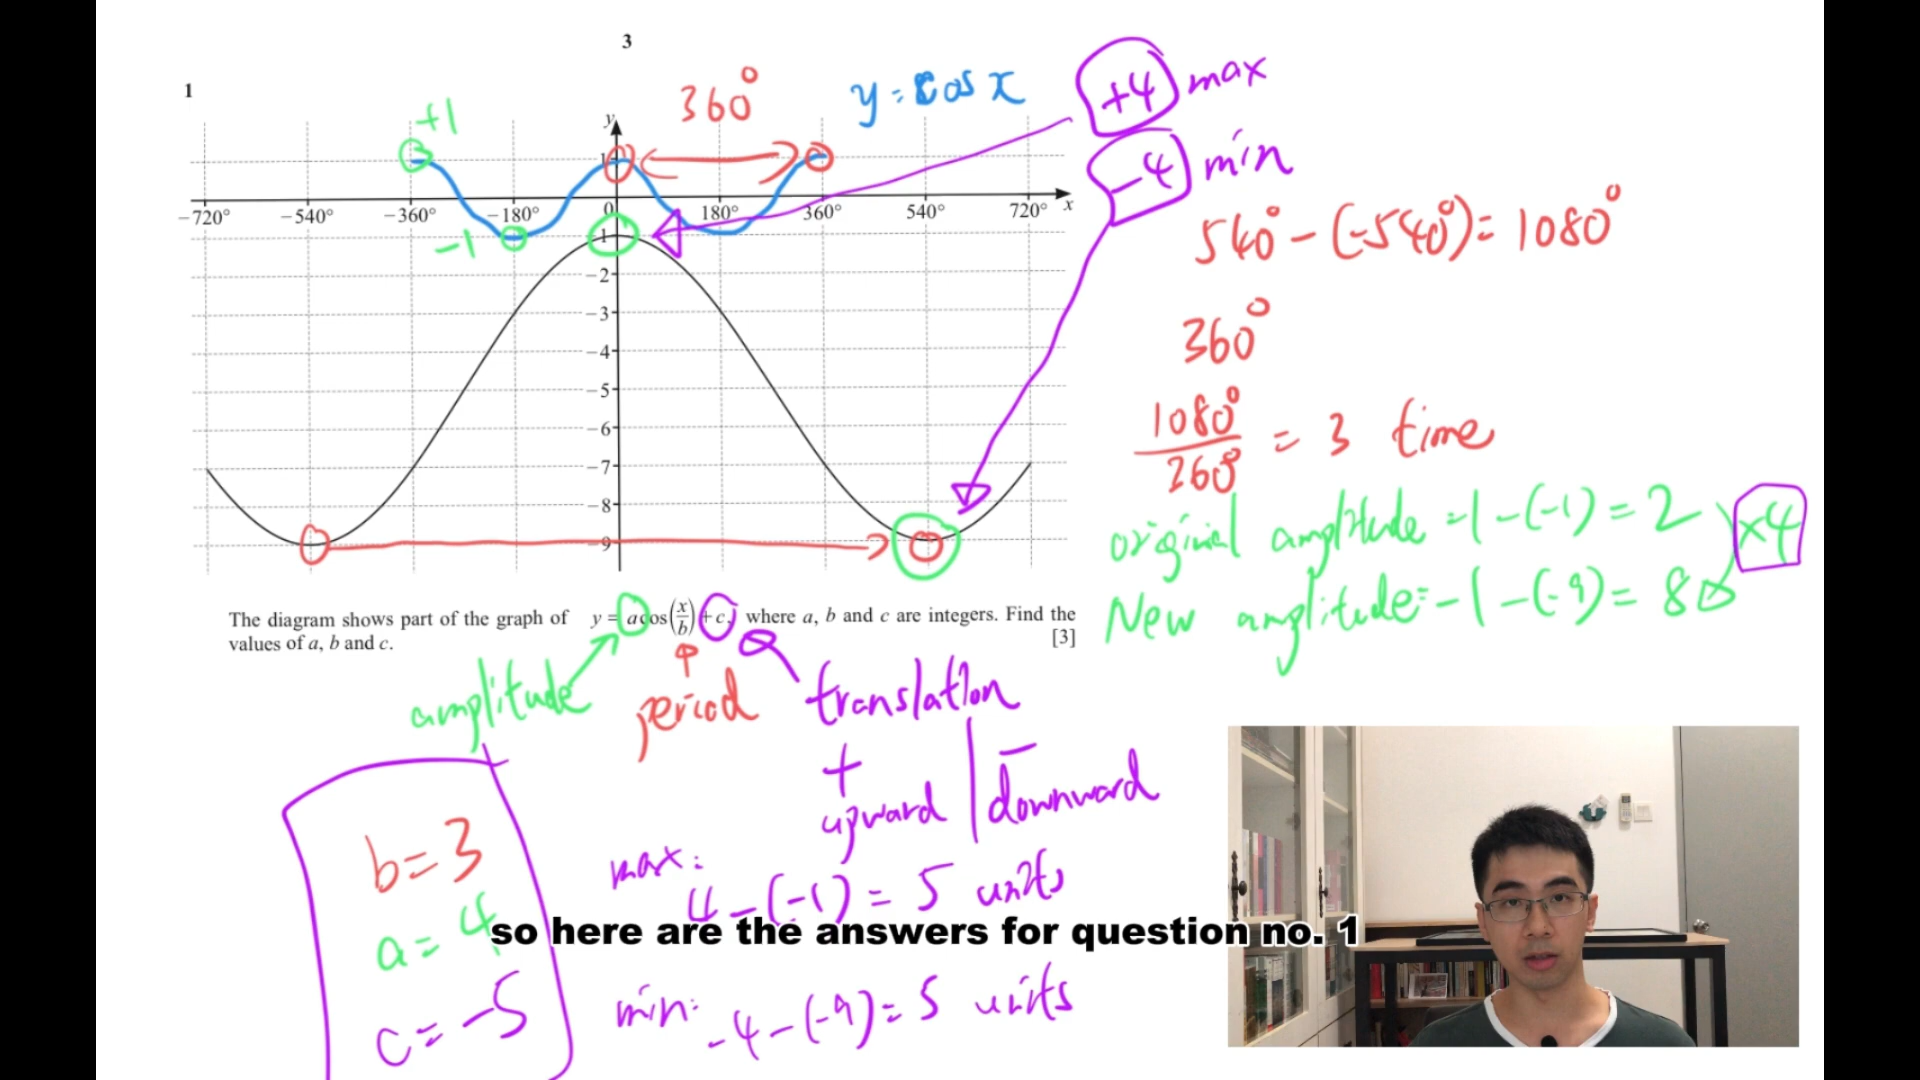 3
1
+1
360°
y = cos x
+4 max
-4 min
y
1
-720° -540° -360° -180° 0 180° 360° 540° 720° x
-1
-1
-2
-3
-4
-5
-6
-7
-8
-9
540° - (-540°) = 1080°
360°
1080°/260° = 3 time
original amplitude = 1 - (-1) = 2
×4
New amplitude = -1 - (-9) = 8
The diagram shows part of the graph of y = a cos(x/b) + c, where a, b and c are integers. Find the
values of a, b and c. [3]
amplitude period translation
+ upward | - downward
b = 3
a = 4
c = -5
max: 4 - (-1) = 5 units
so here are the answers for question no. 1
min: -4 - (-9) = 5 units